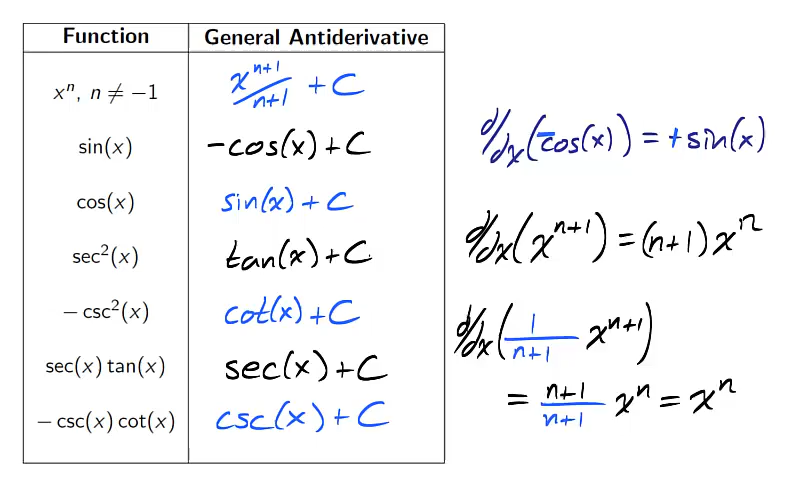 Function General Antiderivative
xⁿ, n ≠ −1 xⁿ⁺¹/n+1 + C
sin(x) -cos(x) + C
cos(x) sin(x) + C
sec²(x) tan(x) + C
− csc²(x) cot(x) + C
sec(x) tan(x) sec(x) + C
− csc(x) cot(x) csc(x) + C
d/dx(-cos(x)) = +sin(x)
d/dx(xⁿ⁺¹) = (n+1) xⁿ
d/dx(1/n+1 xⁿ⁺¹)
= n+1/n+1 xⁿ = xⁿ